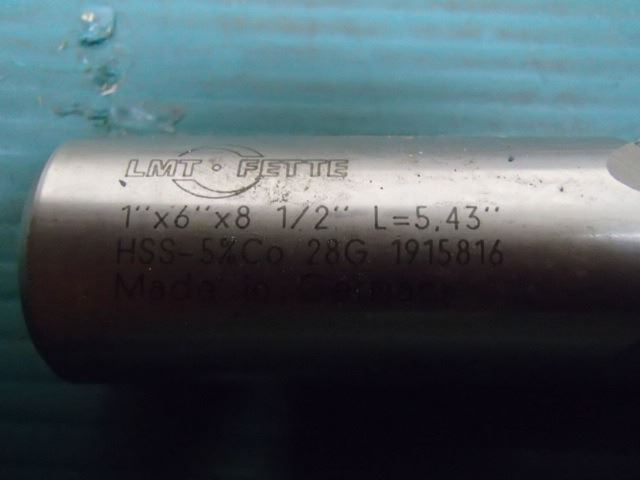 LMT FETTE
1"x6"x8 1/2" L=5.43"
HSS-5%Co 28G 1915816
Made in Germany